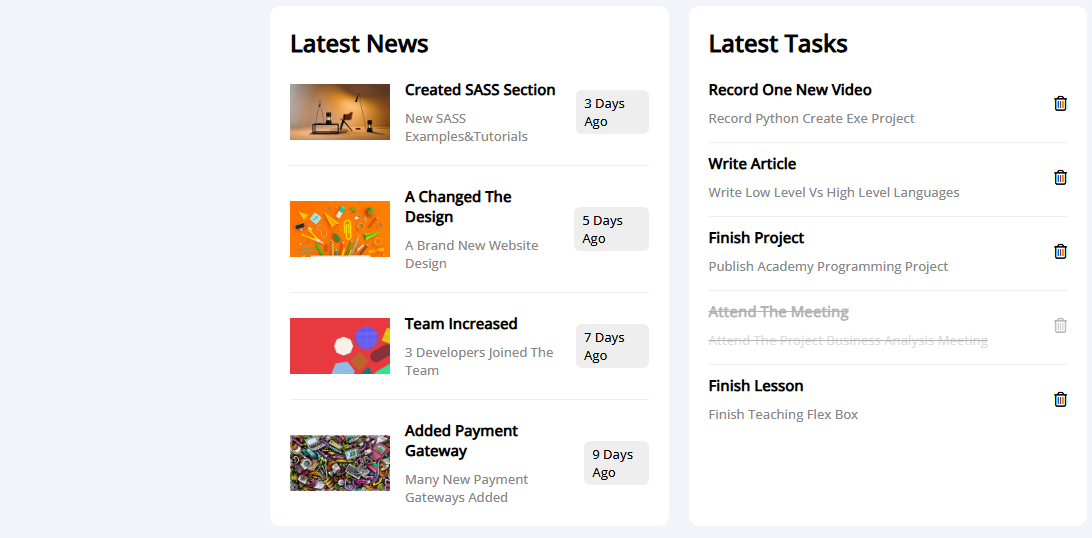 Latest News
Created SASS Section
New SASS
Examples&Tutorials
3 Days
Ago
A Changed The
Design
A Brand New Website
Design
5 Days
Ago
Team Increased
3 Developers Joined The
Team
7 Days
Ago
Added Payment
Gateway
Many New Payment
Gateways Added
9 Days
Ago
Latest Tasks
Record One New Video
Record Python Create Exe Project
Write Article
Write Low Level Vs High Level Languages
Finish Project
Publish Academy Programming Project
Attend The Meeting
Attend The Project Business Analysis Meeting
Finish Lesson
Finish Teaching Flex Box